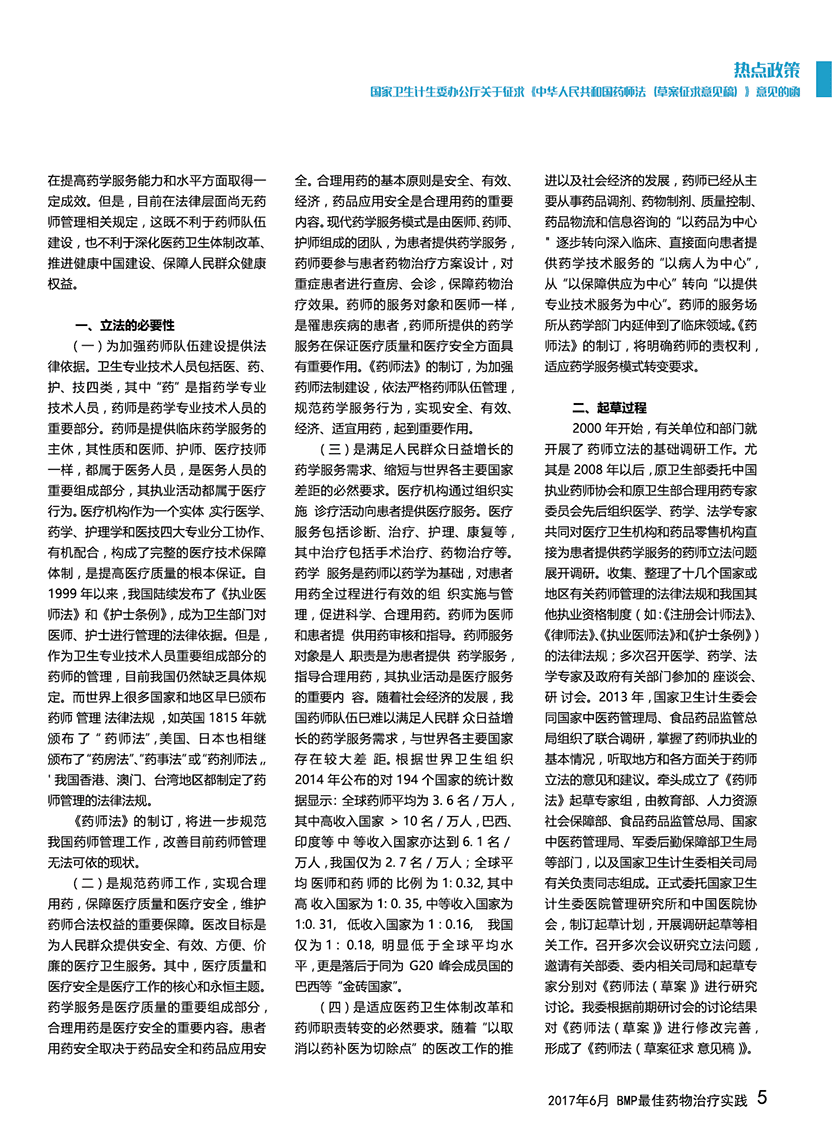 热点政策
国家卫生计生委办公厅关于征求《中华人民共和国药师法（草案征求意见稿）》意见的函
在提高药学服务能力和水平方面取得一
定成效。但是，目前在法律层面尚无药
师管理相关规定，这既不利于药师队伍
建设，也不利于深化医药卫生体制改革、
推进健康中国建设、保障人民群众健康
权益。
一、立法的必要性
（一）为加强药师队伍建设提供法
律依据。卫生专业技术人员包括医、药、
护、技四类，其中“药”是指药学专业
技术人员，药师是药学专业技术人员的
重要部分。药师是提供临床药学服务的
主休，其性质和医师、护师、医疗技师
一样，都属于医务人员，是医务人员的
重要组成部分，其执业活动都属于医疗
行为。医疗机构作为一个实体，实行医学、
药学、护理学和医技四大专业分工协作、
有机配合，构成了完整的医疗技术保障
体制，是提高医疗质量的根本保证。自
1999 年以来，我国陆续发布了《执业医
师法》和《护士条例》，成为卫生部门对
医师、护士进行管理的法律依据。但是，
作为卫生专业技术人员重要组成部分的
药师的管理，目前我国仍然缺乏具体规
定。而世界上很多国家和地区早巳颁布
药师 管理 法律法规 ，如英国 1815 年就
颁布了“ 药师法”，美国、日本也相继
颁布了“药房法”、“药事法”或“药剂师法，，
' 我国香港、澳门、台湾地区都制定了药
师管理的法律法规。
《药师法》的制订，将进一步规范
我国药师管理工作，改善目前药师管理
无法可依的现状。
（二）是规范药师工作，实现合理
用药，保障医疗质量和医疗安全，维护
药师合法权益的重要保障。医改目标是
为人民群众提供安全、有效、方便、价
廉的医疗卫生服务。其中，医疗质量和
医疗安全是医疗工作的核心和永恒主题。
药学服务是医疗质量的重要组成部分，
合理用药是医疗安全的重要内容。患者
用药安全取决于药品安全和药品应用安
全。合理用药的基本原则是安全、有效、
经济，药品应用安全是合理用药的重要
内容。现代药学服务模式是由医师、药师、
护师组成的团队，为患者提供药学服务，
药师要参与患者药物治疗方案设计，对
重症患者进行查房、会诊，保障药物治
疗效果。药师的服务对象和医师一样，
是罹患疾病的患者，药师所提供的药学
服务在保证医疗质量和医疗安全方面具
有重要作用。《药师法》的制订，为加强
药师法制建设，依法严格药师队伍管理，
规范药学服务行为，实现安全、有效、
经济、适宜用药，起到重要作用。
（三）是满足人民群众日益增长的
药学服务需求、缩短与世界各主要国家
差距的必然要求。医疗机构通过组织实
施 诊疗活动向患者提供医疗服务。医疗
服务包括诊断、治疗、护理、康复等，
其中治疗包括手术治疗、药物治疗等。
药学 服务是药师以药学为基础，对患者
用药全过程进行有效的组 织实施与管
理，促进科学、合理用药。药师为医师
和患者提 供用药审核和指导。药师服务
对象是人，职责是为患者提供 药学服务，
指导合理用药，其执业活动是医疗服务
的重要内 容。随着社会经济的发展，我
国药师队伍巳难以满足人民群 众日益增
长的药学服务需求，与世界各主要国家
存在较大差 距。根据世界卫生组织
2014 年公布的对 194 个国家的统计数
据显示：全球药师平均为 3. 6 名 / 万人，
其中高收入国家 > 10 名 / 万人，巴西、
印度等 中 等收入国家亦达到 6. 1 名 /
万人，我国仅为 2. 7 名 / 万人；全球平
均 医师和药 师的 比例 为 1: 0.32, 其中
高 收入国冢为 1: 0. 35, 中等收入国家为
1:0. 31, 低收入国家为 1 : 0.16, 我国
仅为 1 : 0.18, 明显低于全球平均水
平，更是落后于同为 G20 峰会成员国的
巴西等“金砖国家”。
（四）是适应医药卫生体制改革和
药师职责转变的必然要求。随着“以取
消以药补医为切除点”的医改工作的推
进以及社会经济的发展，药师已经从主
要从事药品调剂、药物制剂、质量控制、
药品物流和信息咨询的“以药品为中心
" 逐步转向深入临床、直接面向患者提
供药学技术服务的“以病人为中心”，
从“以保障供应为中心”转向“以提供
专业技术服务为中心”。药师的服务场
所从药学部门内延伸到了临床领域。《药
师法》的制订，将明确药师的责权利，
适应药学服务模式转变要求。
二、起草过程
2000 年开始，有关单位和部门就
开展了 药师立法的基础调研工作。尤
其是 2008 年以后，原卫生部委托中国
执业药师协会和原卫生部合理用药专家
委员会先后组织医学、药学、法学专家
共同对医疗卫生机构和药品零售机构直
接为患者提供药学服务的药师立法问题
展开调研。收集、整理了十几个国家或
地区有关药师管理的法律法规和我国其
他执业资格制度（如：《注册会计师法》、
《律师法》、《执业医师法》和《护士条例》）
的法律法规；多次召开医学、药学、法
学专家及政府有关部门参加的 座谈会、
研 讨会。2013 年，国家卫生计生委会
同国家中医药管理局、食品药品监管总
局组织了联合调研，掌握了药师执业的
基本情况，听取地方和各方面关于药师
立法的意见和建议。牵头成立了《药师
法》起草专家组，由教育部、人力资源
社会保障部、食品药品监管总局、国家
中医药管理局、军委后勤保障部卫生局
等部门，以及国家卫生计生委相关司局
有关负责同志组成。正式委托国家卫生
计生委医院管理研究所和中国医院协
会，制订起草计划，开展调研起草等相
关工作。召开多次会议研究立法问题，
邀请有关部委、委内相关司局和起草专
家分别对《药师法（草案）》进行研究
讨论。我委根据前期研讨会的讨论结果
对《药师法（草案）》进行修改完善，
形成了《药师法（草案征求 意见稿）》。
2017年6月 BMP最佳药物治疗实践 5